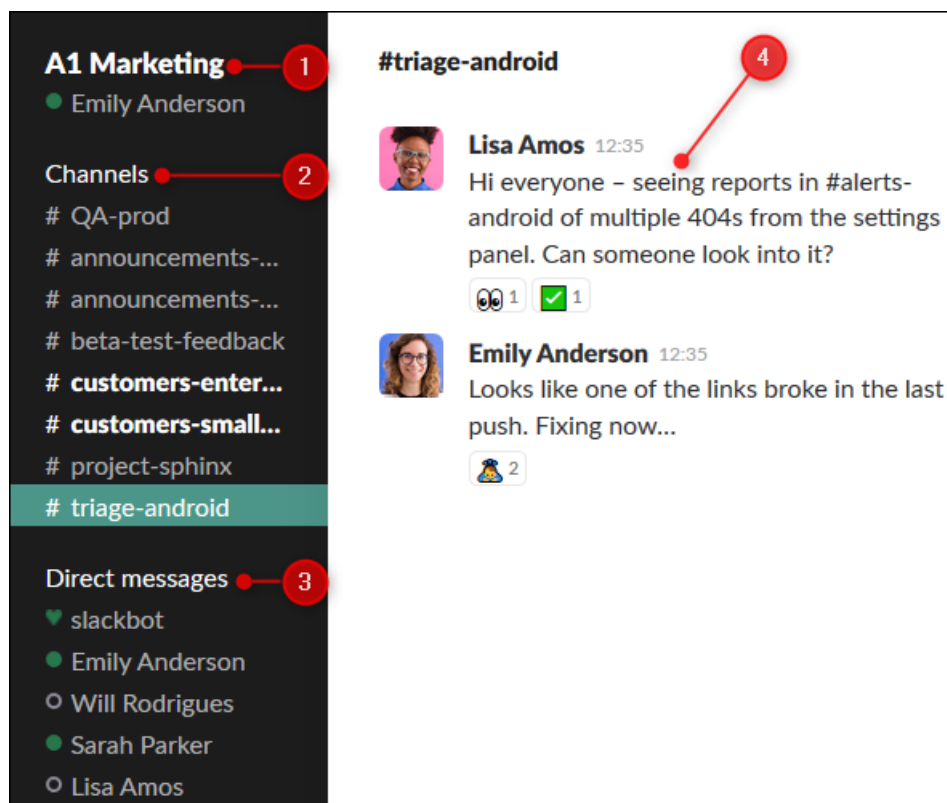 A1 Marketing
1
Emily Anderson
Channels
2
# QA-prod
# announcements-...
# announcements-...
# beta-test-feedback
# customers-enter...
# customers-small...
# project-sphinx
# triage-android
Direct messages
3
slackbot
Emily Anderson
Will Rodrigues
Sarah Parker
Lisa Amos
#triage-android
4
Lisa Amos 12:35
Hi everyone – seeing reports in #alerts-
android of multiple 404s from the settings
panel. Can someone look into it?
1 1
Emily Anderson 12:35
Looks like one of the links broke in the last
push. Fixing now...
2